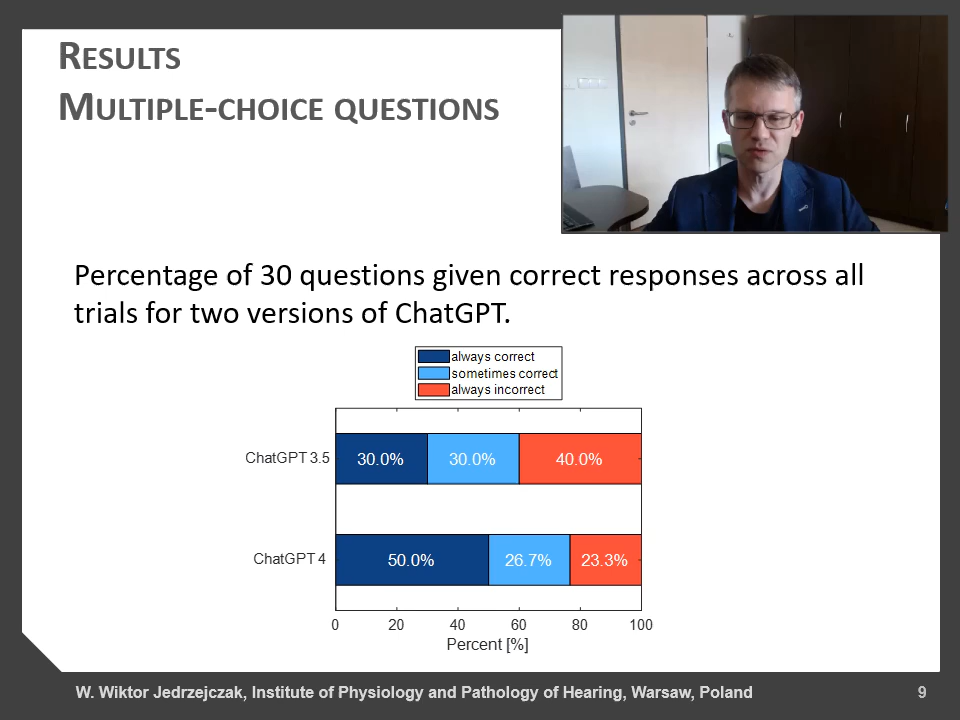 RESULTS
MULTIPLE-CHOICE QUESTIONS
Percentage of 30 questions given correct responses across all
trials for two versions of ChatGPT.
always correct
sometimes correct
always incorrect
ChatGPT 3.5
30.0%
30.0%
40.0%
ChatGPT 4
50.0%
26.7%
23.3%
0 20 40 60 80 100
Percent [%]
W. Wiktor Jedrzejczak, Institute of Physiology and Pathology of Hearing, Warsaw, Poland
9